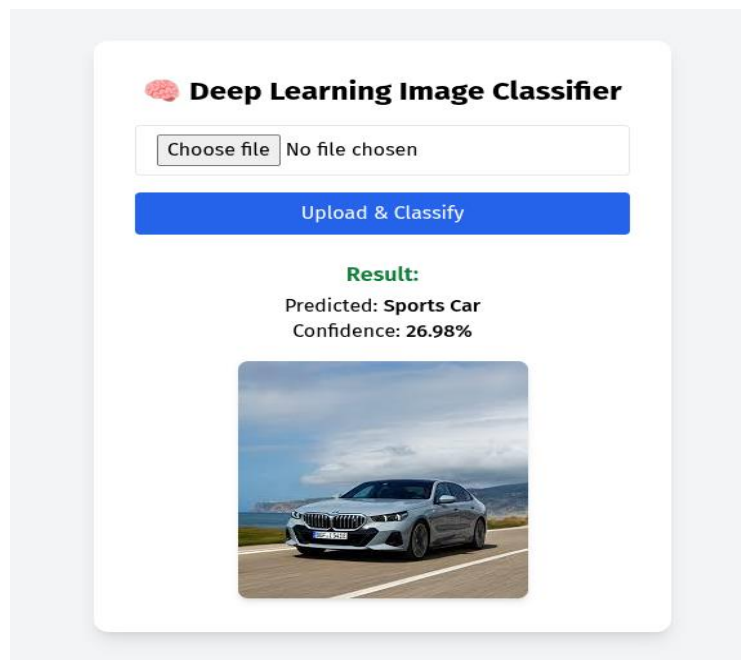 🧠 Deep Learning Image Classifier
Choose file No file chosen
Upload & Classify
Result:
Predicted: Sports Car
Confidence: 26.98%